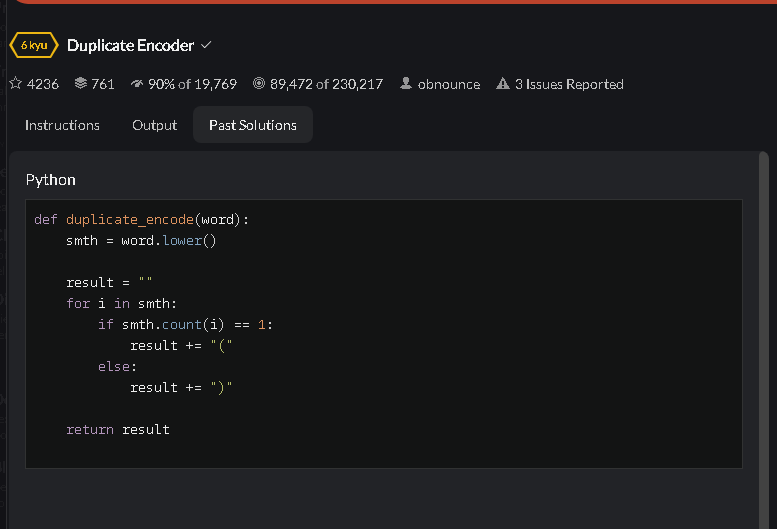 6 kyu Duplicate Encoder
4236 761 90% of 19,769 89,472 of 230,217 obnounce 3 Issues Reported
Instructions Output Past Solutions
Python
def duplicate_encode(word):
    smth = word.lower()

    result = ""
    for i in smth:
        if smth.count(i) == 1:
            result += "("
        else:
            result += ")"

    return result